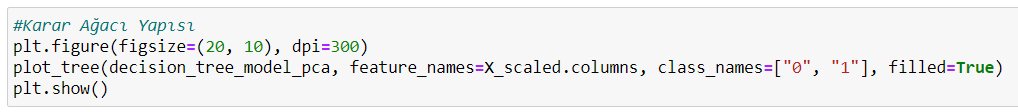 #Karar Ağacı Yapısı
plt.figure(figsize=(20, 10), dpi=300)
plot_tree(decision_tree_model_pca, feature_names=X_scaled.columns, class_names=["0", "1"], filled=True)
plt.show()